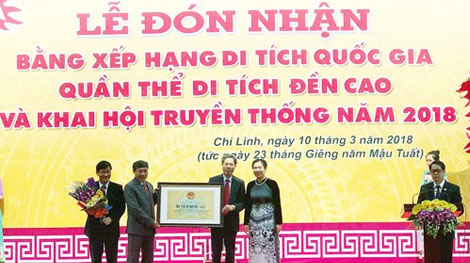 LỄ ĐÓN NHẬN
BẰNG XẾP HẠNG DI TÍCH QUỐC GIA
QUẦN THỂ DI TÍCH ĐỀN CAO
VÀ KHAI HỘI TRUYỀN THỐNG NĂM 2018
Chí Linh, ngày 10 tháng 3 năm 2018
(tức ngày 23 tháng Giêng năm Mậu Tuất)